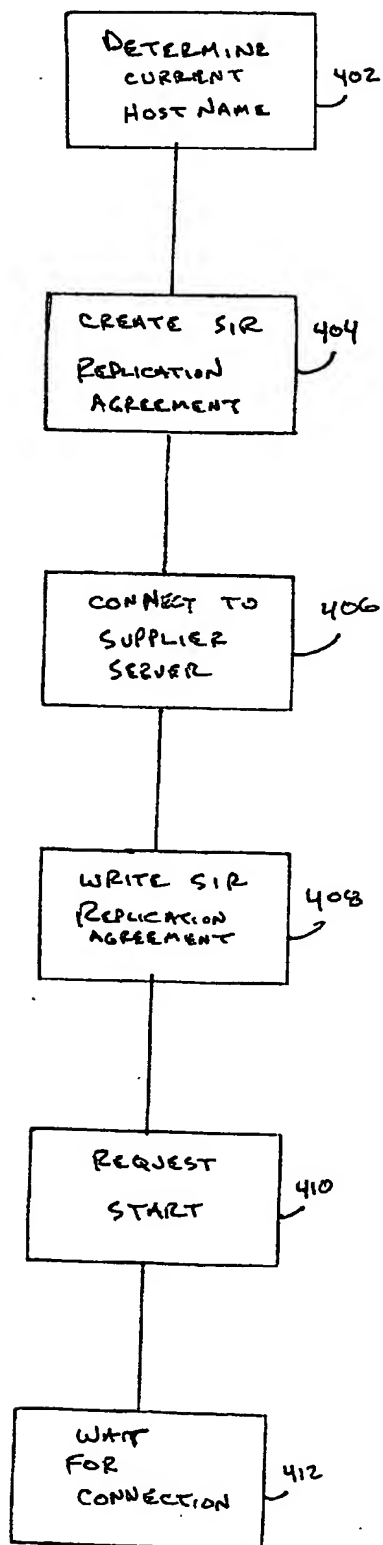 DETERMINE
CURRENT
HOST NAME
402
CREATE SIR
REPLICATION
AGREEMENT
404
CONNECT TO
SUPPLIER
SERVER
406
WRITE SIR
REPLICATION
AGREEMENT
408
REQUEST
START
410
WAIT
FOR
CONNECTION
412